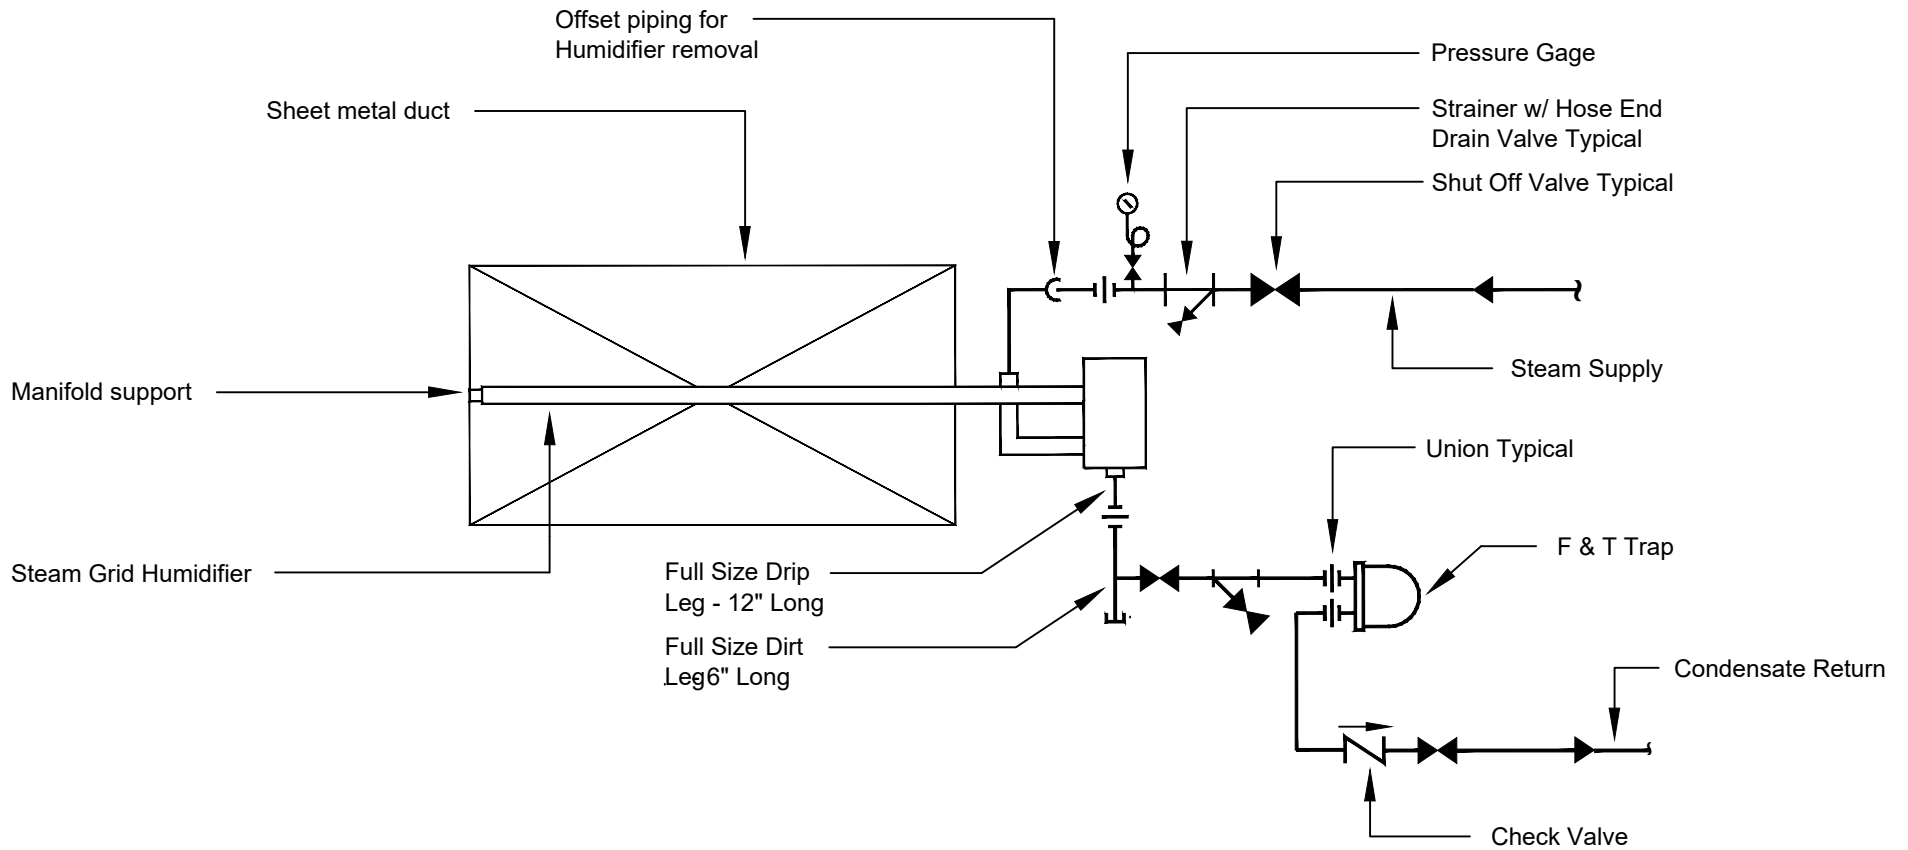 Offset piping for
Humidifier removal
Pressure Gage
Sheet metal duct
Strainer w/ Hose End
Drain Valve Typical
Shut Off Valve Typical
Steam Supply
Manifold support
Union Typical
F & T Trap
Steam Grid Humidifier
Full Size Drip
Leg - 12" Long
Full Size Dirt
Leg6" Long
Condensate Return
Check Valve